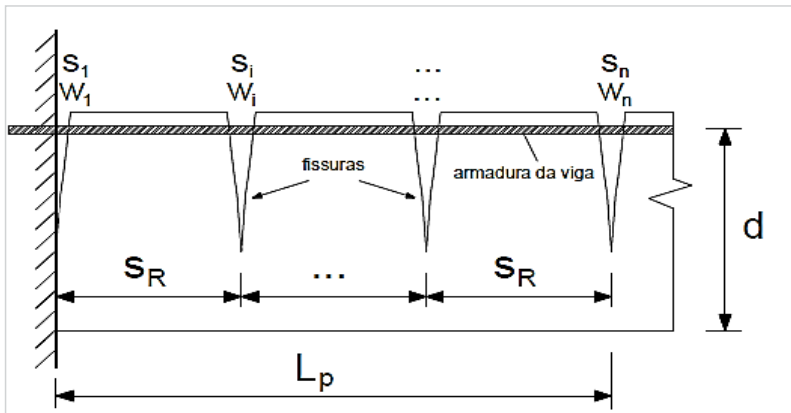 S1 Si ... Sn
W1 Wi ... Wn
fissuras
armadura da viga
d
SR ... SR
Lp